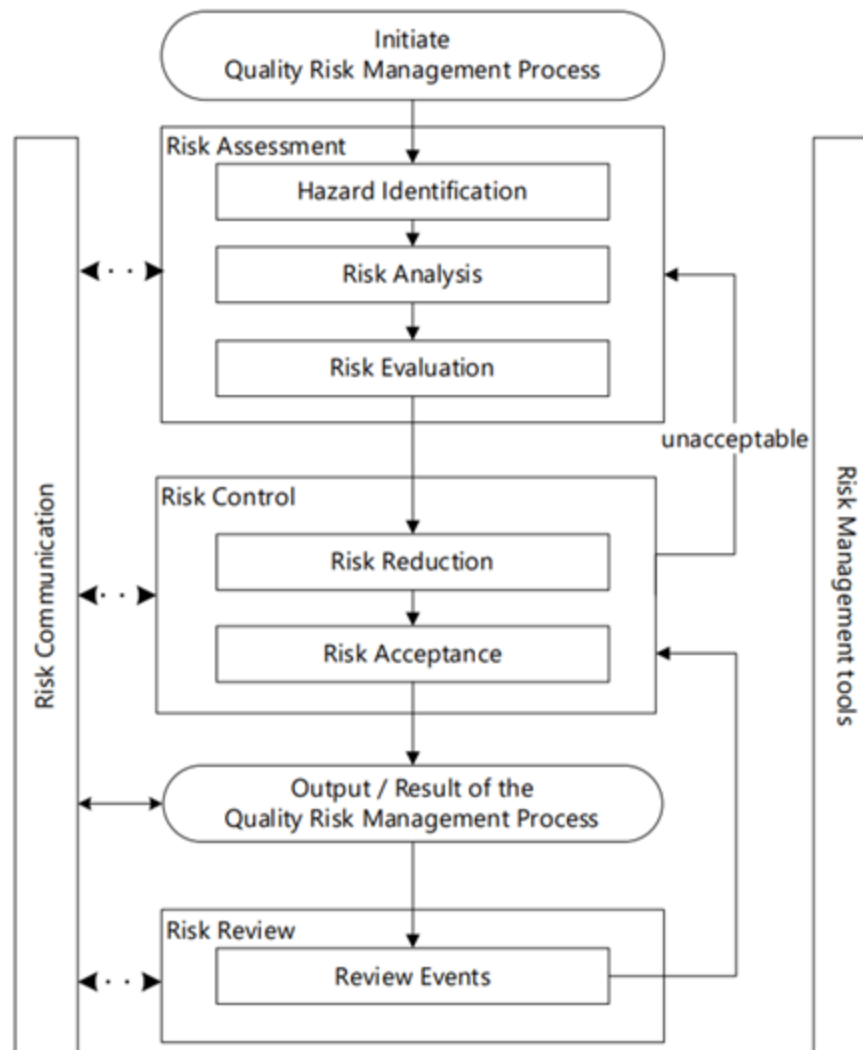 Initiate
Quality Risk Management Process
Risk Assessment
Hazard Identification
Risk Analysis
Risk Evaluation
unacceptable
Risk Control
Risk Reduction
Risk Acceptance
Risk Communication
Risk Management tools
Output / Result of the
Quality Risk Management Process
Risk Review
Review Events